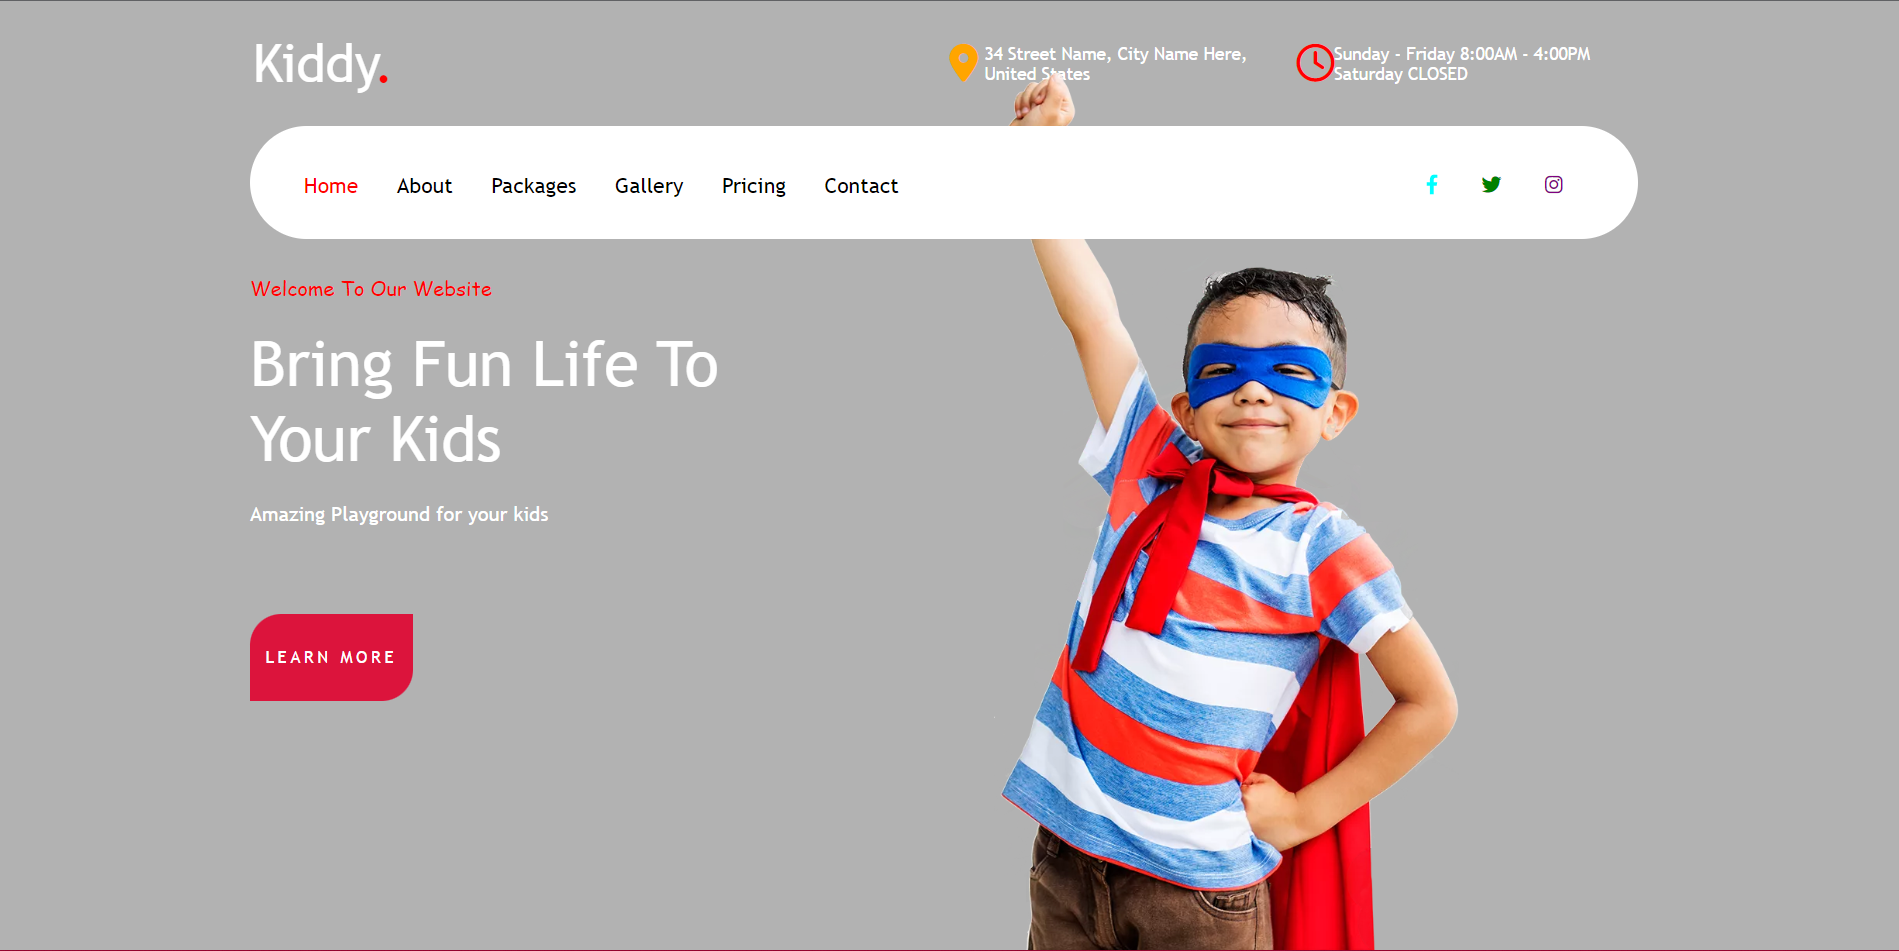 Kiddy.
34 Street Name, City Name Here,
United States
Sunday - Friday 8:00AM - 4:00PM
Saturday CLOSED
Home About Packages Gallery Pricing Contact
Welcome To Our Website
Bring Fun Life To
Your Kids
Amazing Playground for your kids
LEARN MORE